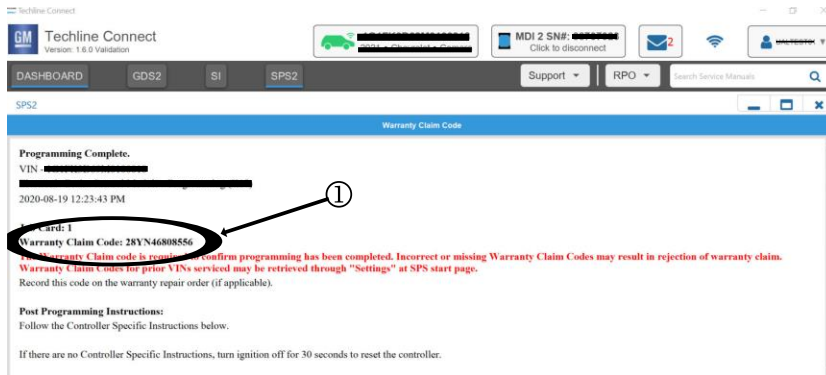 Techline Connect
GM Techline Connect
Version: 1.6.0 Validation
2021 - Chevrolet - Camaro
MDI 2 SN#:
Click to disconnect
2
DASHBOARD GDS2 SI SPS2 Support RPO Search Service Manuals
SPS2
Warranty Claim Code
Programming Complete.
VIN -
2020-08-19 12:23:43 PM
①
Card: 1
Warranty Claim Code: 28YN46808556
Warranty Claim code is required to confirm programming has been completed. Incorrect or missing Warranty Claim Codes may result in rejection of warranty claim.
Warranty Claim Codes for prior VINs serviced may be retrieved through "Settings" at SPS start page.
Record this code on the warranty repair order (if applicable).
Post Programming Instructions:
Follow the Controller Specific Instructions below.
If there are no Controller Specific Instructions, turn ignition off for 30 seconds to reset the controller.